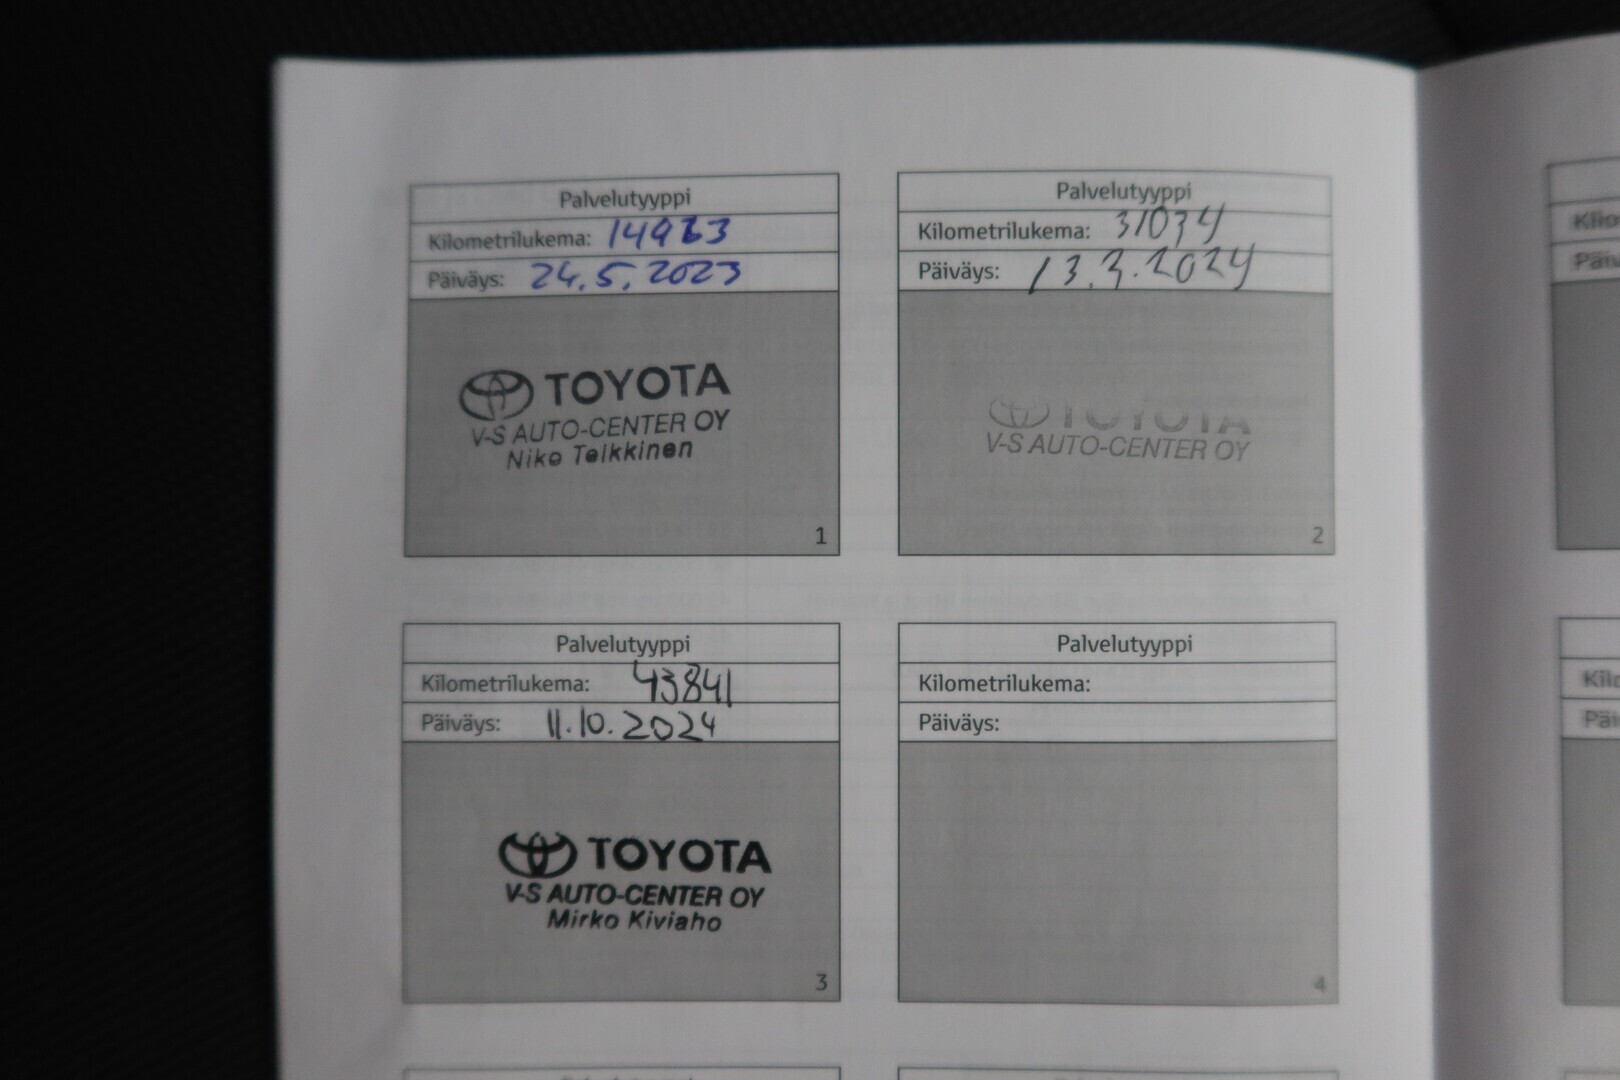 Palvelutyyppi
Kilometrilukema: 14963
Päiväys: 24.5.2023
TOYOTA
V-S AUTO-CENTER OY
Niko Teikkinen
1
Palvelutyyppi
Kilometrilukema: 31034
Päiväys: 13.3.2024
TOYOTA
V-S AUTO-CENTER OY
2
Palvelutyyppi
Kilometrilukema: 43841
Päiväys: 11.10.2024
TOYOTA
V-S AUTO-CENTER OY
Mirko Kiviaho
3
Palvelutyyppi
Kilometrilukema:
Päiväys:
4